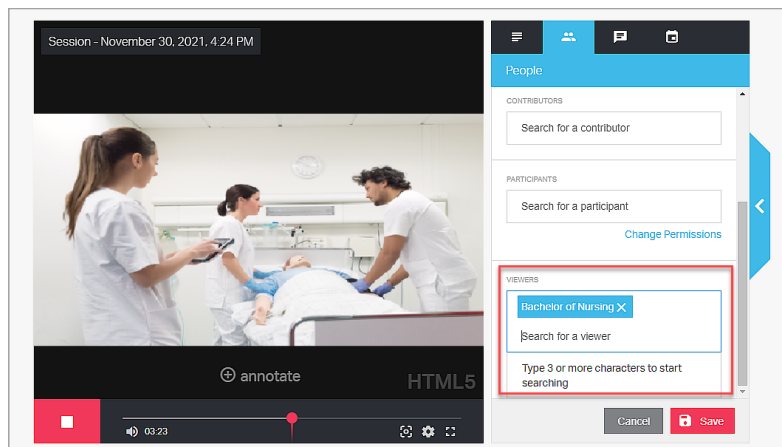 Session - November 30, 2021, 4:24 PM
annotate
HTML5
03:23
People
CONTRIBUTORS
Search for a contributor
PARTICIPANTS
Search for a participant
Change Permissions
VIEWERS
Bachelor of Nursing
Search for a viewer
Type 3 or more characters to start
searching
Cancel
Save